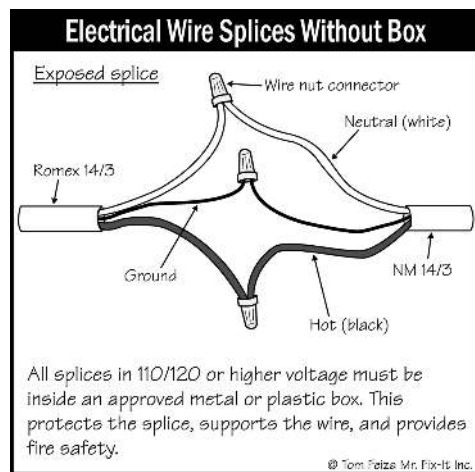 Electrical Wire Splices Without Box
Exposed splice
Wire nut connector
Neutral (white)
Romex 14/3
Ground
NM 14/3
Hot (black)
All splices in 110/120 or higher voltage must be
inside an approved metal or plastic box. This
protects the splice, supports the wire, and provides
fire safety.
© Tom Feiza Mr. Fix-It Inc.